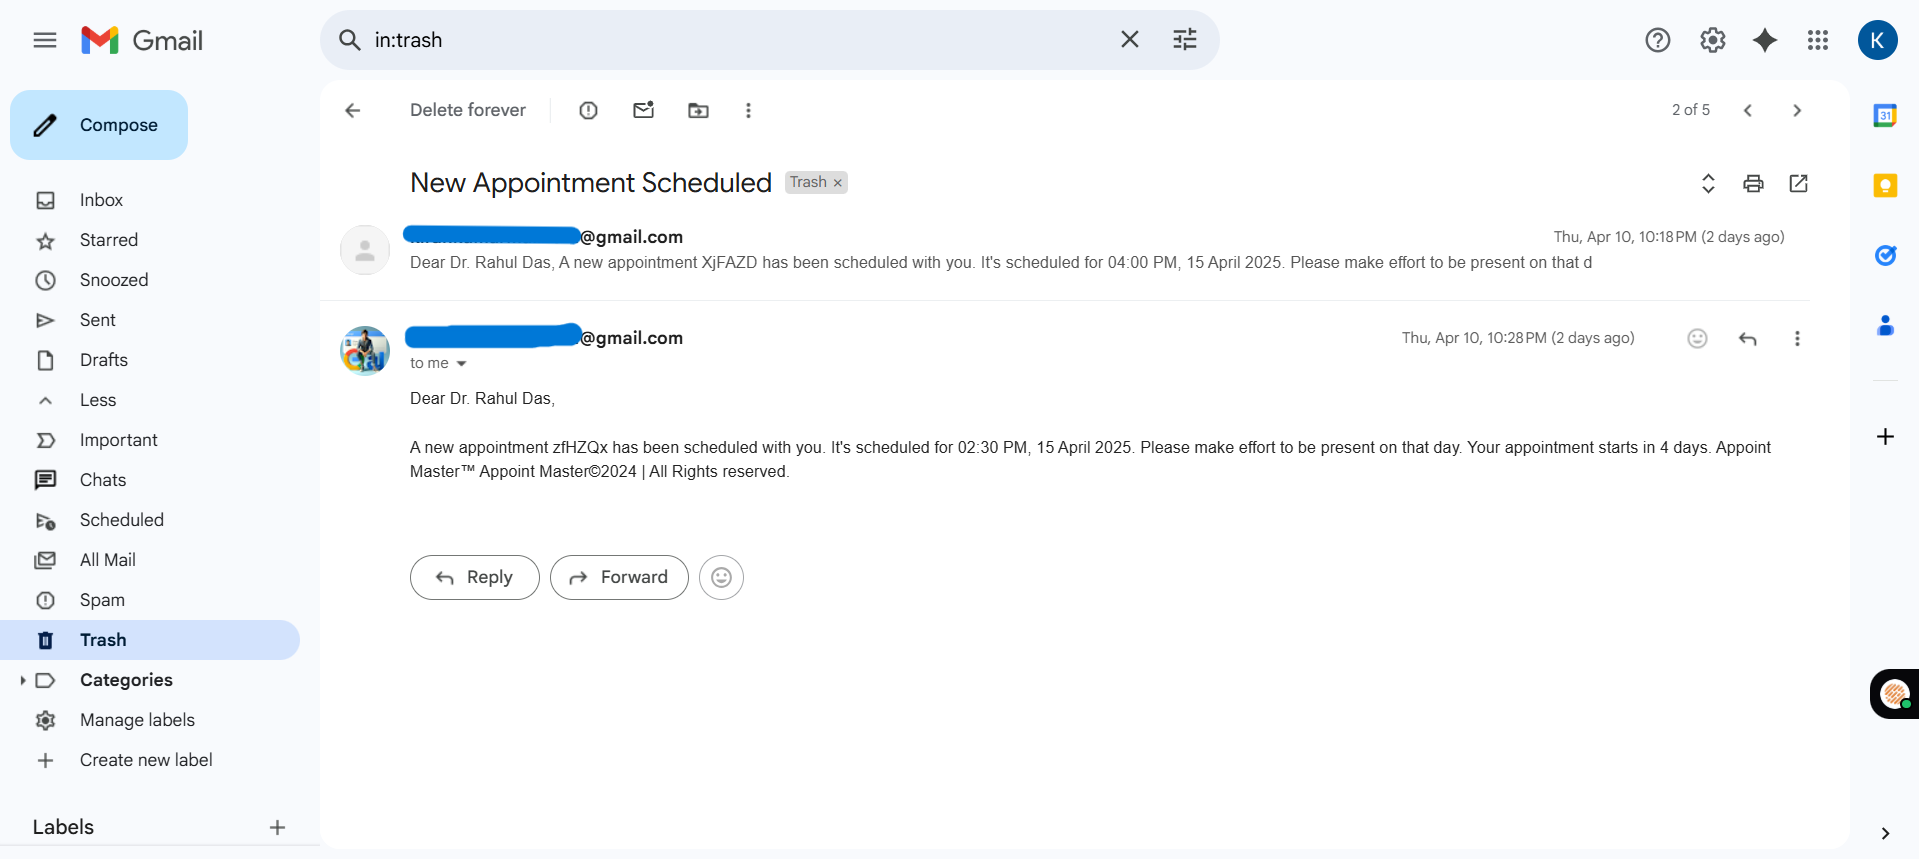 Gmail
in:trash
K
Compose
Inbox
Starred
Snoozed
Sent
Drafts
Less
Important
Chats
Scheduled
All Mail
Spam
Trash
Categories
Manage labels
Create new label
Labels
Delete forever
2 of 5
New Appointment Scheduled
Trash ×
@gmail.com
Thu, Apr 10, 10:18 PM (2 days ago)
Dear Dr. Rahul Das, A new appointment XjFAZD has been scheduled with you. It's scheduled for 04:00 PM, 15 April 2025. Please make effort to be present on that d
@gmail.com
Thu, Apr 10, 10:28 PM (2 days ago)
to me
Dear Dr. Rahul Das,
A new appointment zfHZQx has been scheduled with you. It's scheduled for 02:30 PM, 15 April 2025. Please make effort to be present on that day. Your appointment starts in 4 days. Appoint
Master™ Appoint Master©2024 | All Rights reserved.
Reply
Forward
31